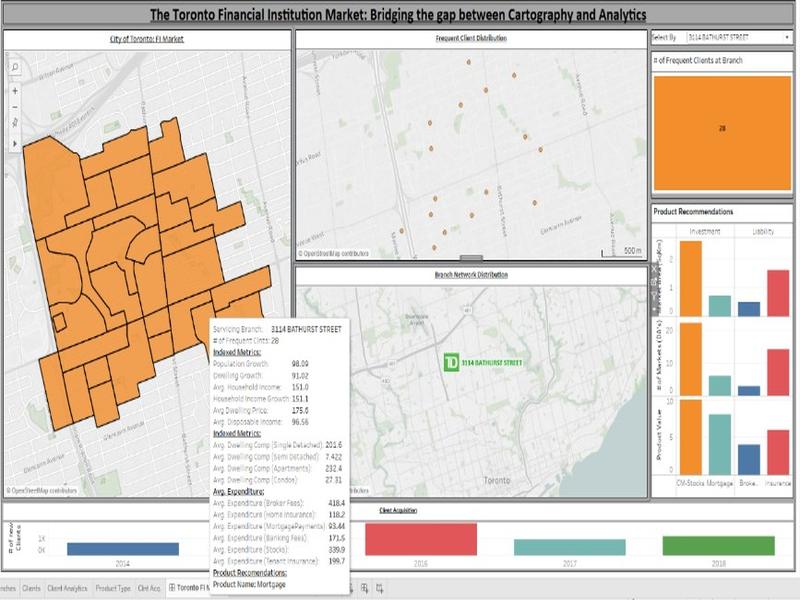 The Toronto Financial Institution Market: Bridging the gap between Cartography and Analytics
City of Toronto: FI Market
Frequent Client Distribution
Select By
3114 BATHURST STREET
# of Frequent Clients at Branch
28
© OpenStreetMap contributors
500 m
Branch Network Distribution
TD 3114 BATHURST STREET
Toronto
© OpenStreetMap contributors
Product Recommendations
Investment
Liability
# of Markets (DA's)
Product Value
CM-Stocks
Mortgage
Broke..
Insurance
Servicing Branch: 3114 BATHURST STREET
# of Frequent Clnts: 28
Indexed Metrics:
Population Growth: 98.09
Dwelling Growth: 91.02
Avg. Household Income: 151.0
Household Income Growth: 151.1
Avg Dwelling Price: 175.6
Avg. Disposable Income: 96.56
Indexed Metrics:
Avg. Dwelling Comp (Single Detached): 201.6
Avg. Dwelling Comp (Semi Detached): 7.422
Avg. Dwelling Comp (Apartments): 232.4
Avg. Dwelling Comp (Condos): 27.31
Avg. Expenditure:
Avg. Expenditure (Broker Fees): 418.4
Avg. Expenditure (Home Insurance): 118.2
Avg. Expenditure (MortgagePayments): 93.44
Avg. Expenditure (Banking Fees): 171.5
Avg. Expenditure (Stocks): 339.9
Avg. Expenditure (Tenant Insurance): 199.7
Product Recomendations:
Product Name: Mortgage
Client Acquisition
# of new Clients
1K
0K
2014
2016
2017
2018
Clients
Client Analytics
Product Type
Clnt Acq.
Toronto FI M